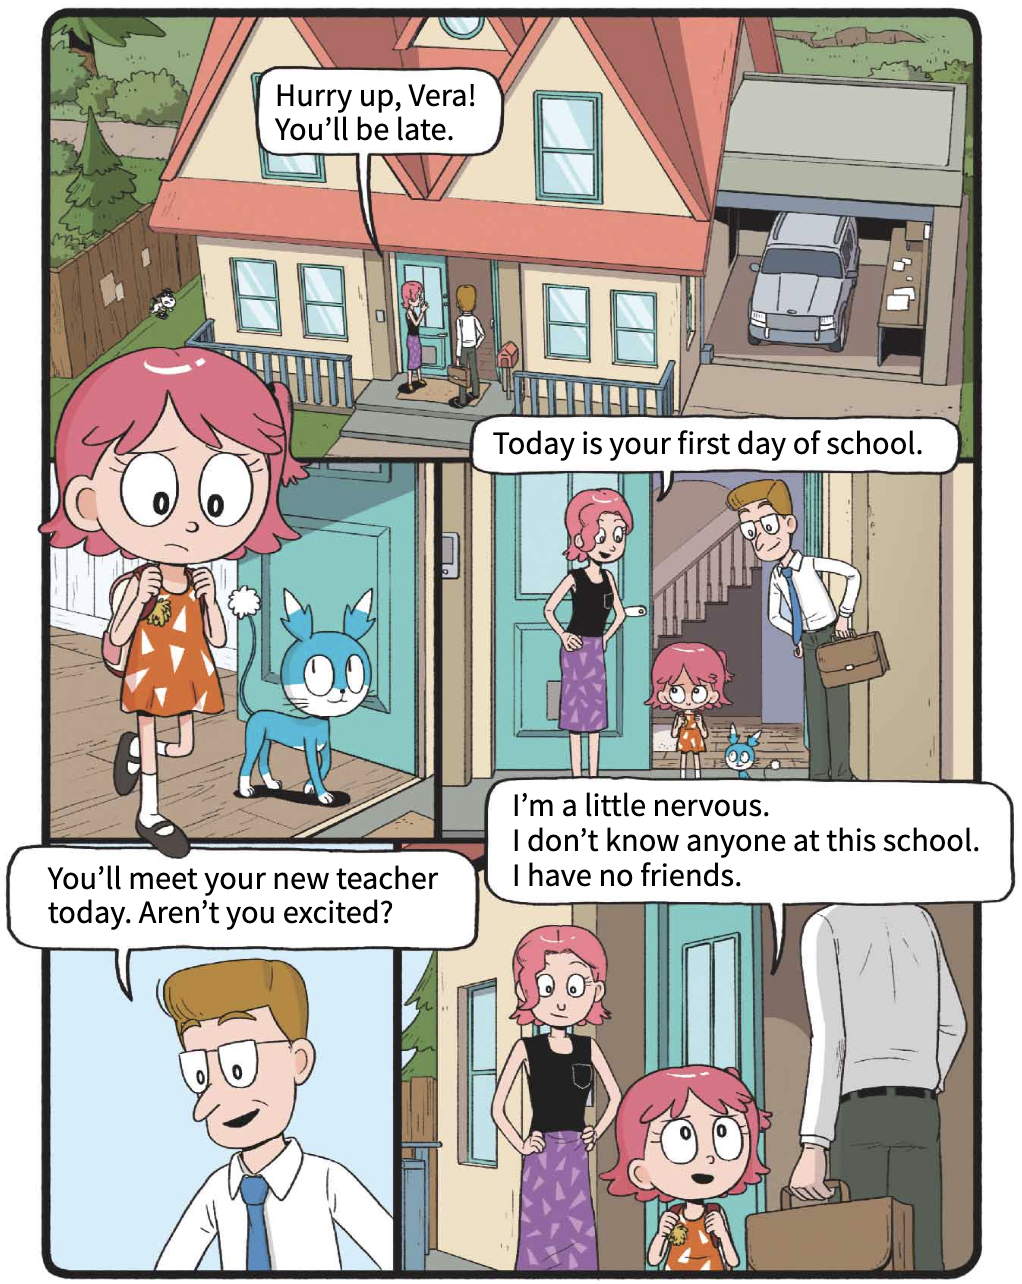 Hurry up, Vera!
You'll be late.
Today is your first day of school.
You'll meet your new teacher
today. Aren't you excited?
I'm a little nervous.
I don't know anyone at this school.
I have no friends.